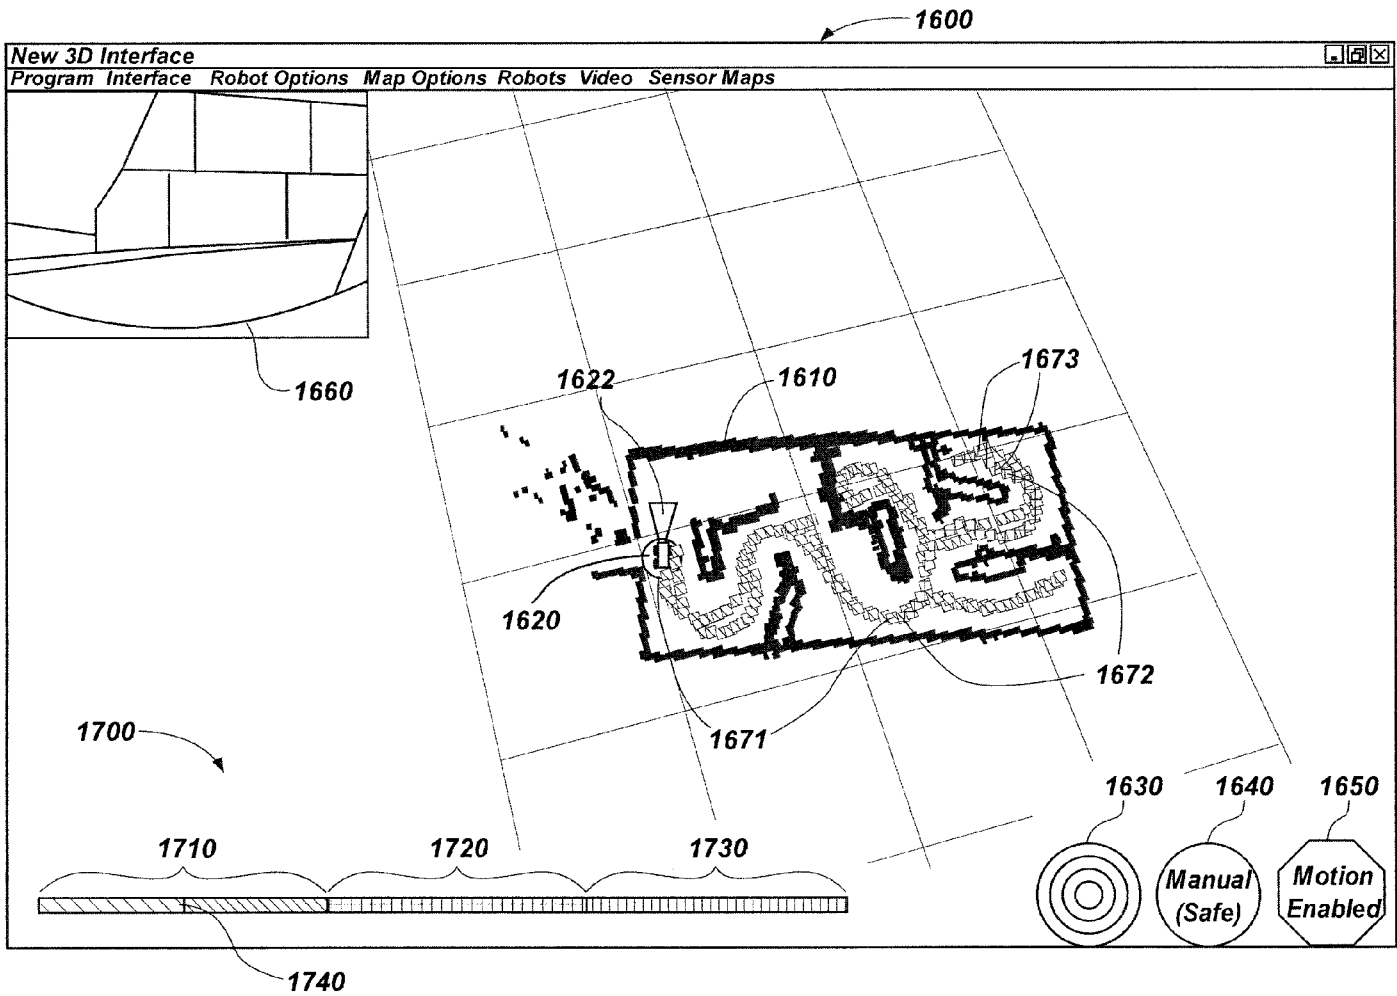 1600
New 3D Interface
Program Interface Robot Options Map Options Robots Video Sensor Maps
1660
1622
1610
1673
1620
1672
1671
1700
1630
1640
1650
1710
1720
1730
Manual
(Safe)
Motion
Enabled
1740